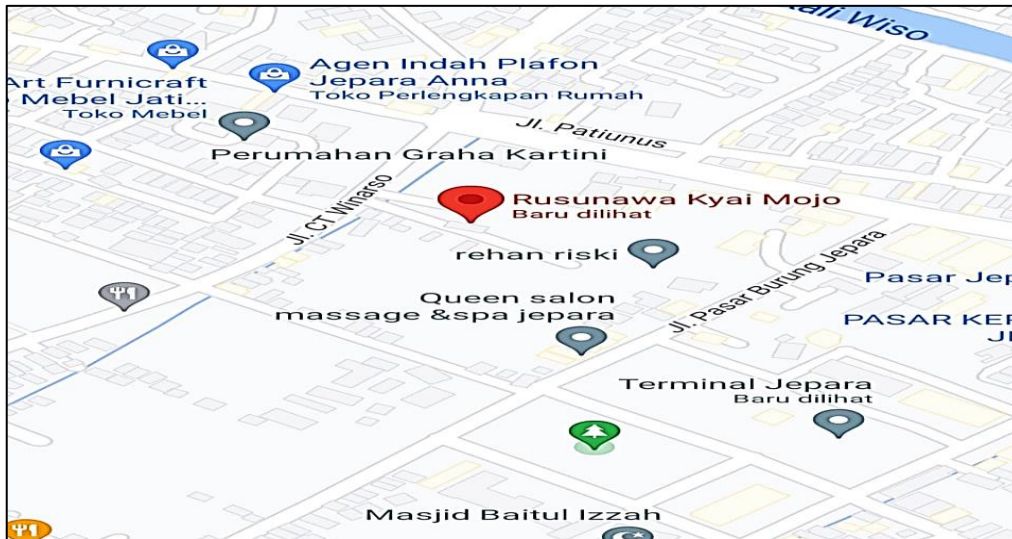 Kali Wiso
Agen Indah Plafon
Jepara Anna
Toko Perlengkapan Rumah
Art Furnicraft
Mebel Jati...
Toko Mebel
Jl. Patiunus
Perumahan Graha Kartini
Jl. CT Winarso
Rusunawa Kyai Mojo
Baru dilihat
rehan riski
Jl. Pasar Burung Jepara
Pasar Jep
Queen salon
massage &spa jepara
PASAR KER
Terminal Jepara
Baru dilihat
Masjid Baitul Izzah